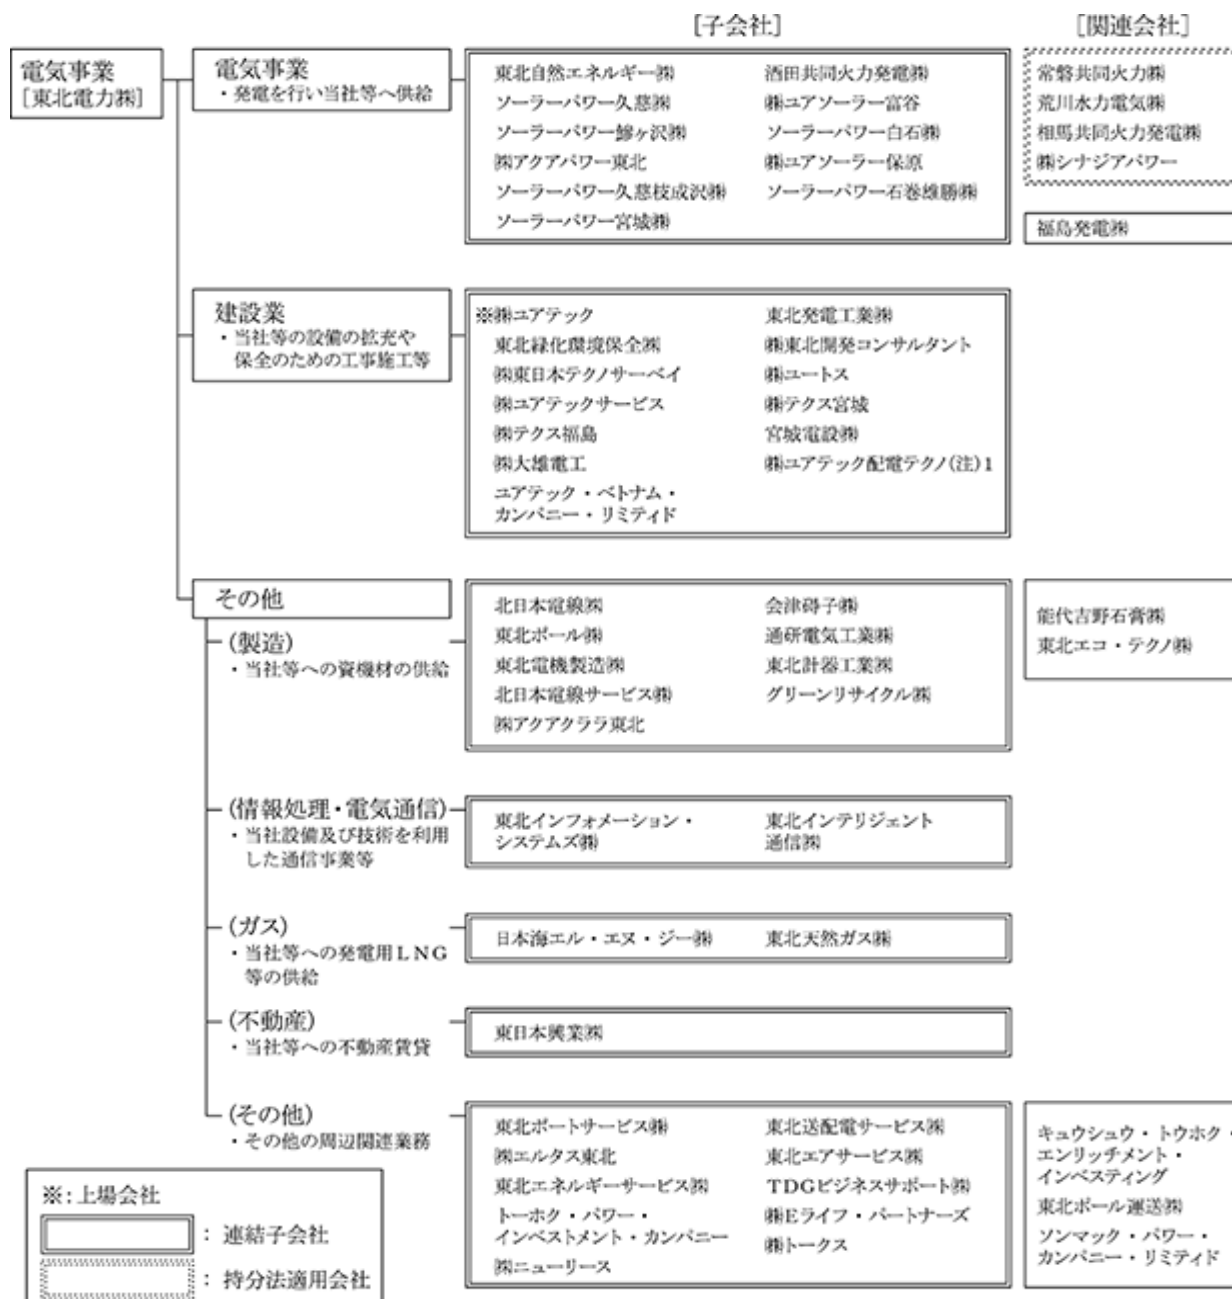 [子会社]
[関連会社]
電気事業
[東北電力㈱]
電気事業
・発電を行い当社等へ供給
東北自然エネルギー㈱
酒田共同火力発電㈱
ソーラーパワー久慈㈱
㈱ユアソーラー富谷
ソーラーパワー鰺ヶ沢㈱
ソーラーパワー白石㈱
㈱アクアパワー東北
㈱ユアソーラー保原
ソーラーパワー久慈枝成沢㈱
ソーラーパワー石巻雄勝㈱
ソーラーパワー宮城㈱
常磐共同火力㈱
荒川水力電気㈱
相馬共同火力発電㈱
㈱シナジアパワー
福島発電㈱
建設業
・当社等の設備の拡充や
保全のための工事施工等
※㈱ユアテック
東北発電工業㈱
東北緑化環境保全㈱
㈱東北開発コンサルタント
㈱東日本テクノサーベイ
㈱ユートス
㈱ユアテックサービス
㈱テクス宮城
㈱テクス福島
宮城電設㈱
㈱大雄電工
㈱ユアテック配電テクノ(注)1
ユアテック・ベトナム・
カンパニー・リミティド
その他
(製造)
・当社等への資機材の供給
北日本電線㈱
会津碍子㈱
東北ポール㈱
通研電気工業㈱
東北電機製造㈱
東北計器工業㈱
北日本電線サービス㈱
グリーンリサイクル㈱
㈱アクアクララ東北
能代吉野石膏㈱
東北エコ・テクノ㈱
(情報処理・電気通信)
・当社設備及び技術を利用
した通信事業等
東北インフォメーション・
システムズ㈱
東北インテリジェント
通信㈱
(ガス)
・当社等への発電用LNG
等の供給
日本海エル・エヌ・ジー㈱
東北天然ガス㈱
(不動産)
・当社等への不動産賃貸
東日本興業㈱
(その他)
・その他の周辺関連業務
東北ポートサービス㈱
東北送配電サービス㈱
㈱エルタス東北
東北エアサービス㈱
東北エネルギーサービス㈱
TDGビジネスサポート㈱
トーホク・パワー・
インベストメント・カンパニー
㈱Eライフ・パートナーズ
㈱トークス
㈱ニューリース
キュウシュウ・トウホク・
エンリッチメント・
インベスティング
東北ポール運送㈱
ソンマック・パワー・
カンパニー・リミティド
※:上場会社
:連結子会社
:持分法適用会社